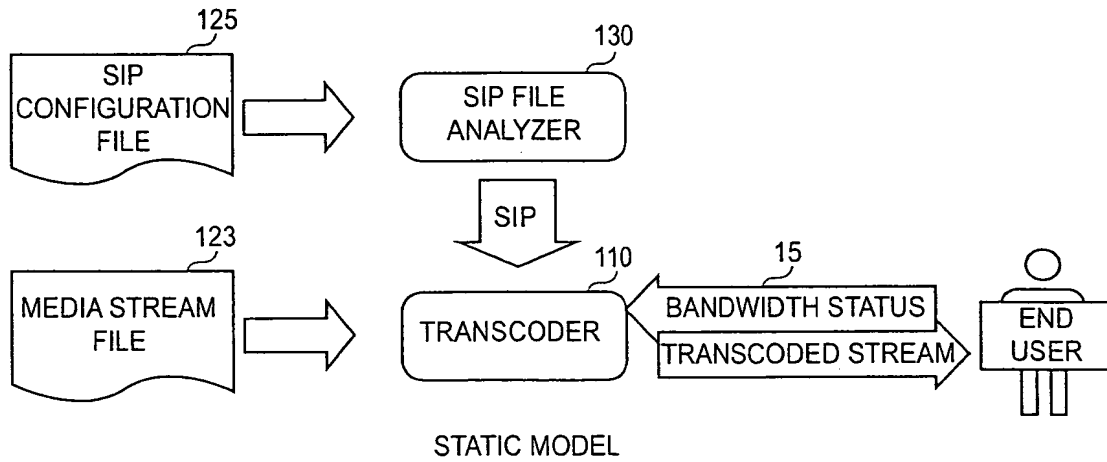 125
SIP
CONFIGURATION
FILE
130
SIP FILE
ANALYZER
SIP
123
MEDIA STREAM
FILE
110
TRANSCODER
15
BANDWIDTH STATUS
TRANSCODED STREAM
END
USER
STATIC MODEL